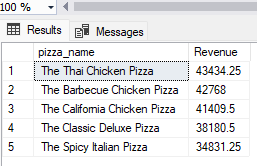 100 %
Results Messages
pizza_name Revenue
1 The Thai Chicken Pizza 43434.25
2 The Barbecue Chicken Pizza 42768
3 The California Chicken Pizza 41409.5
4 The Classic Deluxe Pizza 38180.5
5 The Spicy Italian Pizza 34831.25